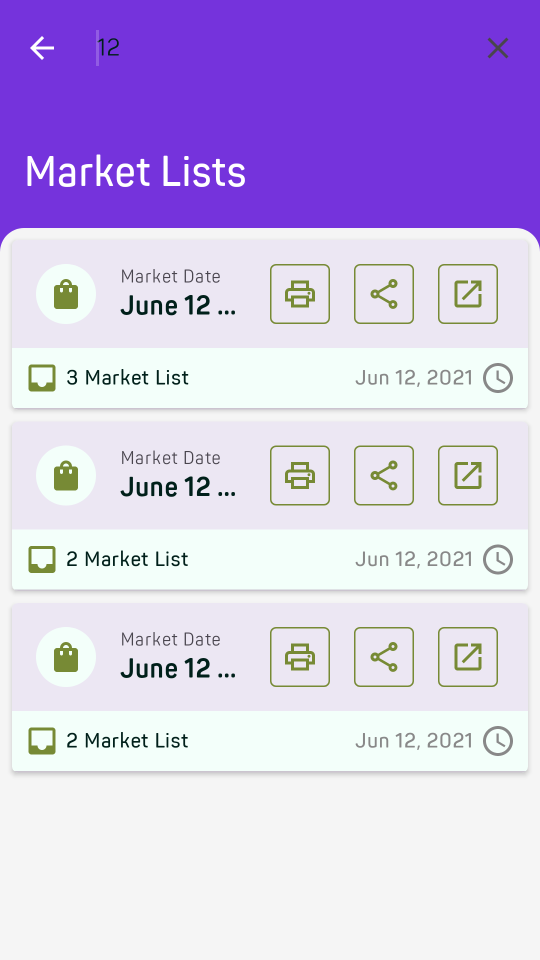 12
Market Lists
Market Date
June 12 ...
3 Market List
Jun 12, 2021
Market Date
June 12 ...
2 Market List
Jun 12, 2021
Market Date
June 12 ...
2 Market List
Jun 12, 2021